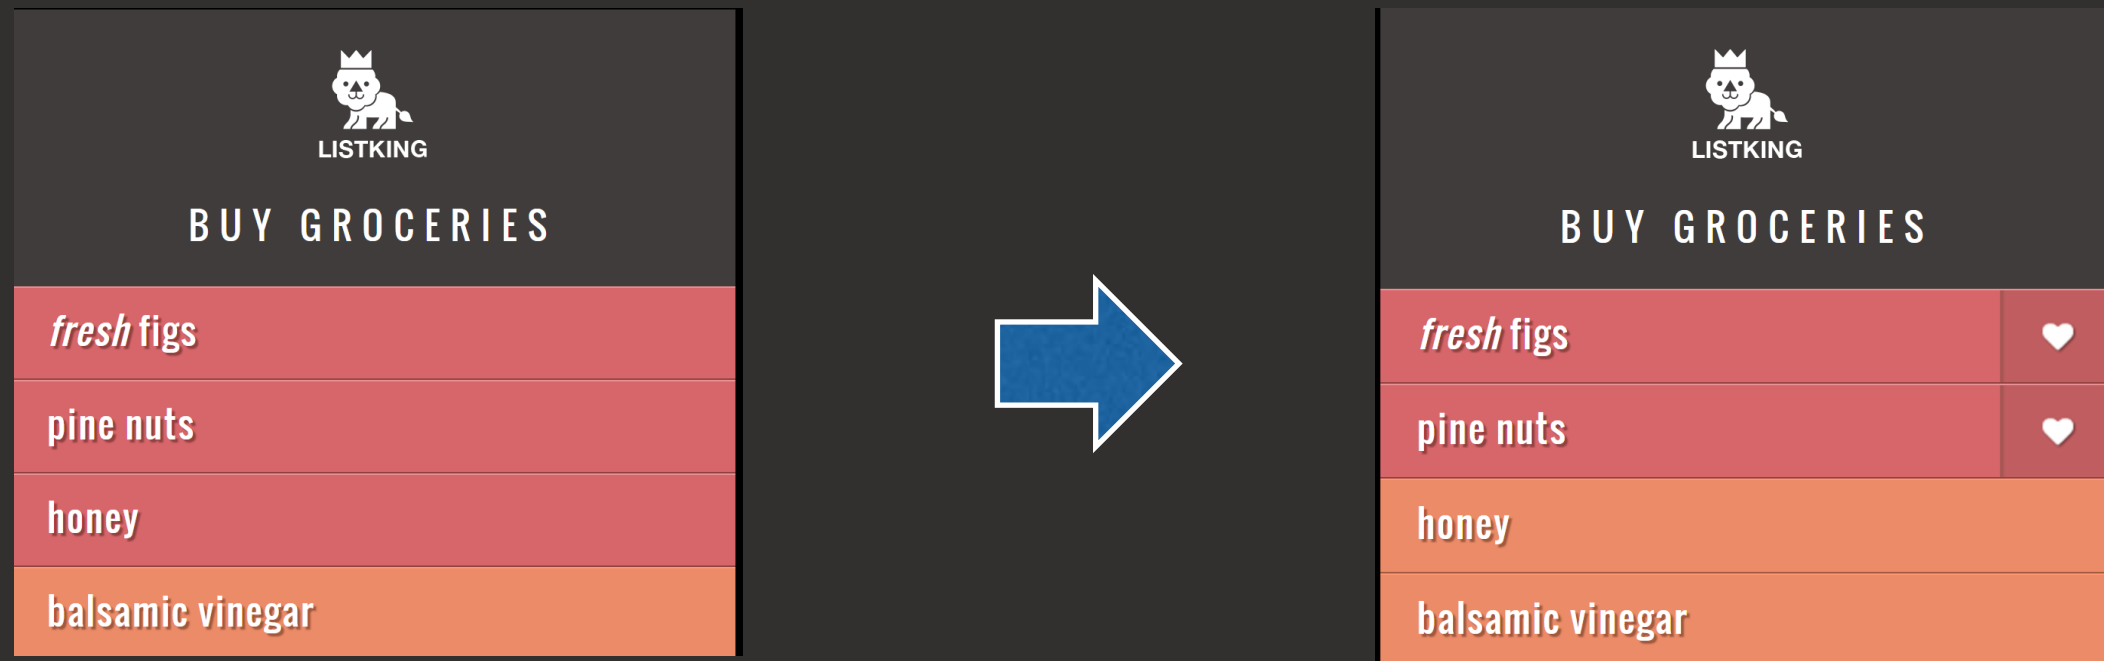 LISTKING
BUY GROCERIES
fresh figs
pine nuts
honey
balsamic vinegar
LISTKING
BUY GROCERIES
fresh figs
pine nuts
honey
balsamic vinegar